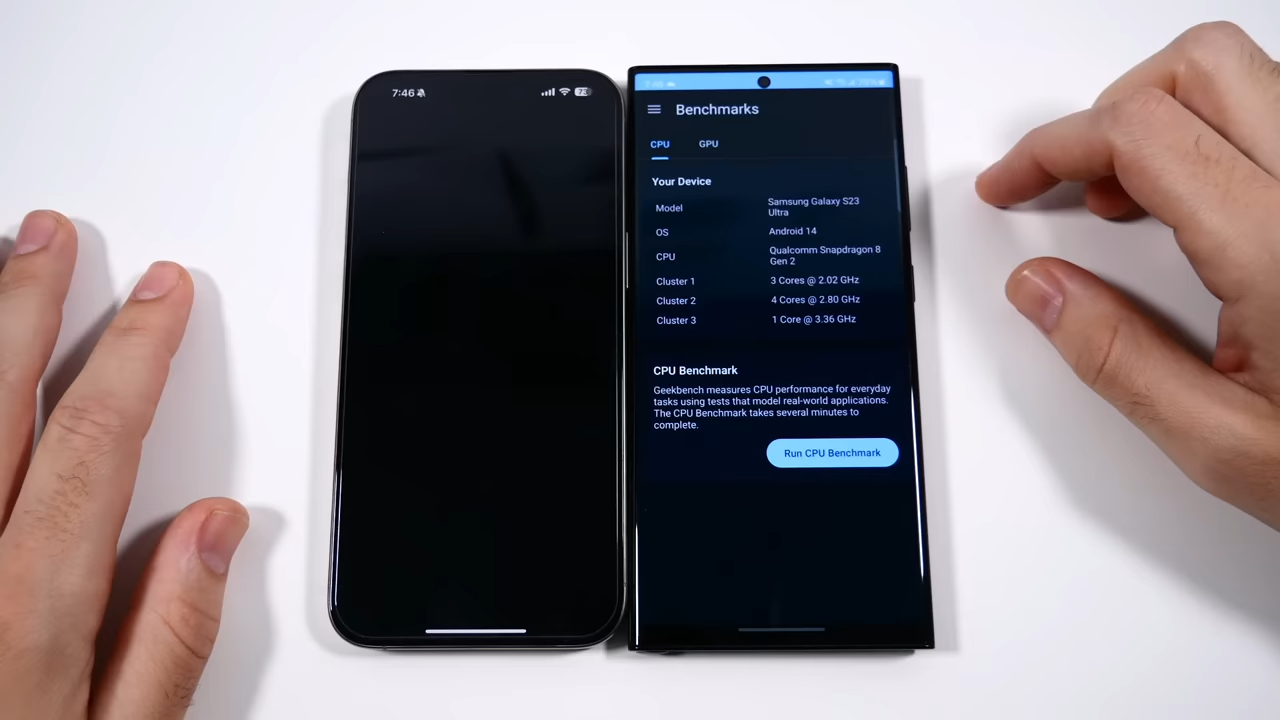 7:46
73
Benchmarks
CPU GPU
Your Device
Model Samsung Galaxy S23
Ultra
OS Android 14
CPU Qualcomm Snapdragon 8
Gen 2
Cluster 1 3 Cores @ 2.02 GHz
Cluster 2 4 Cores @ 2.80 GHz
Cluster 3 1 Core @ 3.36 GHz
CPU Benchmark
Geekbench measures CPU performance for everyday
tasks using tests that model real-world applications.
The CPU Benchmark takes several minutes to
complete.
Run CPU Benchmark